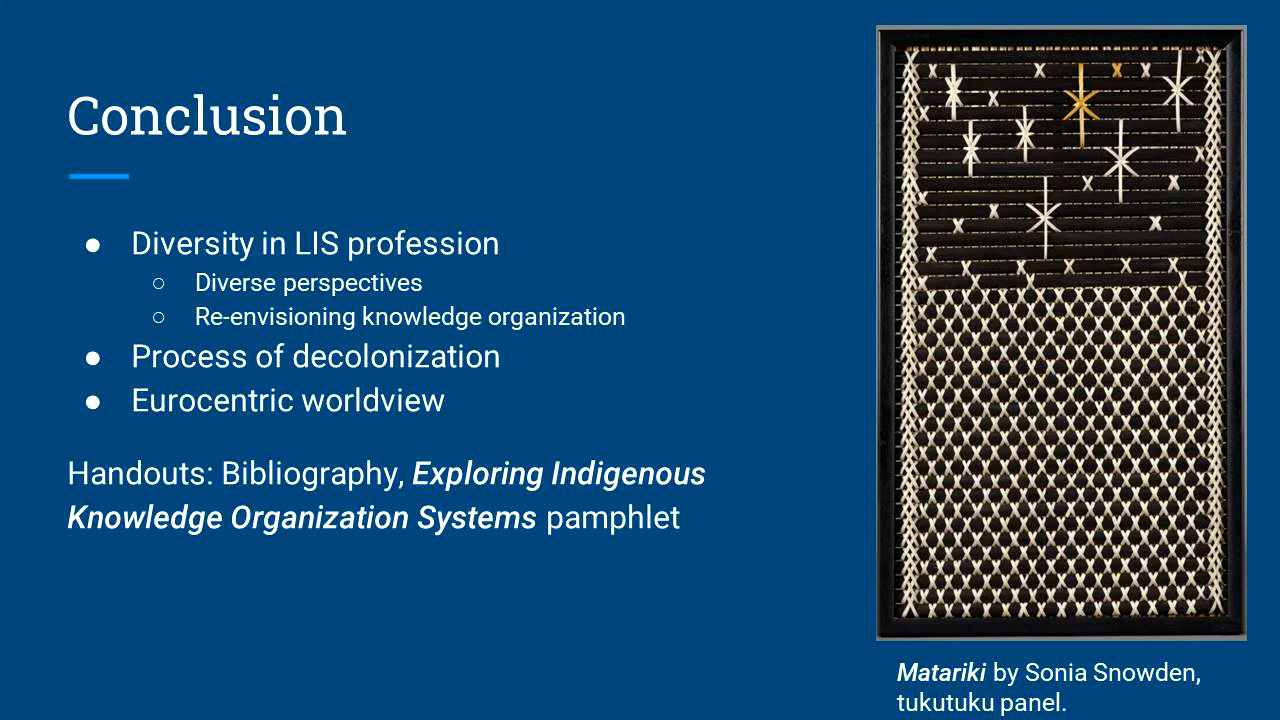 Conclusion
● Diversity in LIS profession
○ Diverse perspectives
○ Re-envisioning knowledge organization
● Process of decolonization
● Eurocentric worldview
Handouts: Bibliography, Exploring Indigenous
Knowledge Organization Systems pamphlet
Matariki by Sonia Snowden,
tukutuku panel.